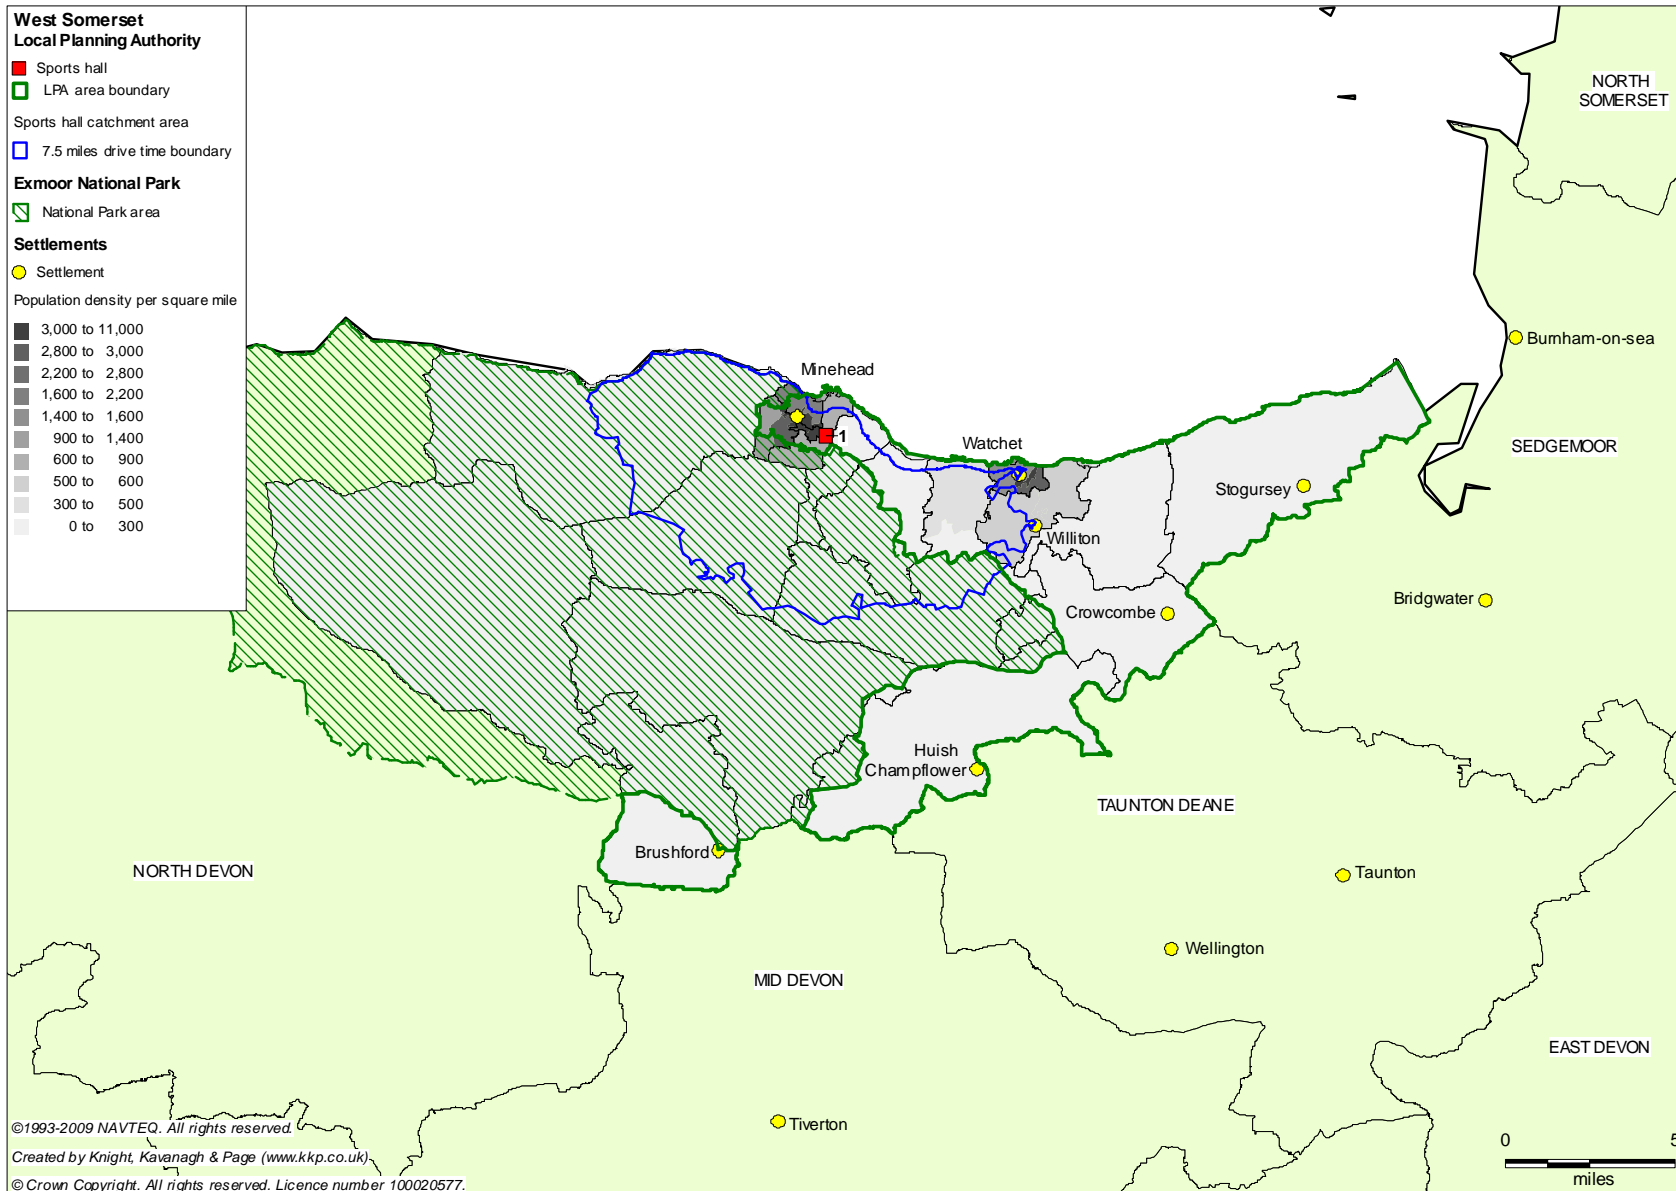 West Somerset
Local Planning Authority
Sports hall
LPA area boundary
Sports hall catchment area
7.5 miles drive time boundary
Exmoor National Park
National Park area
Settlements
Settlement
Population density per square mile
3,000 to 11,000
2,800 to 3,000
2,200 to 2,800
1,600 to 2,200
1,400 to 1,600
900 to 1,400
600 to 900
500 to 600
300 to 500
0 to 300
NORTH
SOMERSET
Burnham-on-sea
Minehead
1
Watchet
SEDGEMOOR
Stogursey
Williton
Bridgwater
Crowcombe
Huish
Champflower
TAUNTON DEANE
Brushford
NORTH DEVON
Taunton
Wellington
MID DEVON
EAST DEVON
Tiverton
©1993-2009 NAVTEQ. All rights reserved.
Created by Knight, Kavanagh & Page (www.kkp.co.uk)
© Crown Copyright. All rights reserved. Licence number 100020577.
0 5
miles